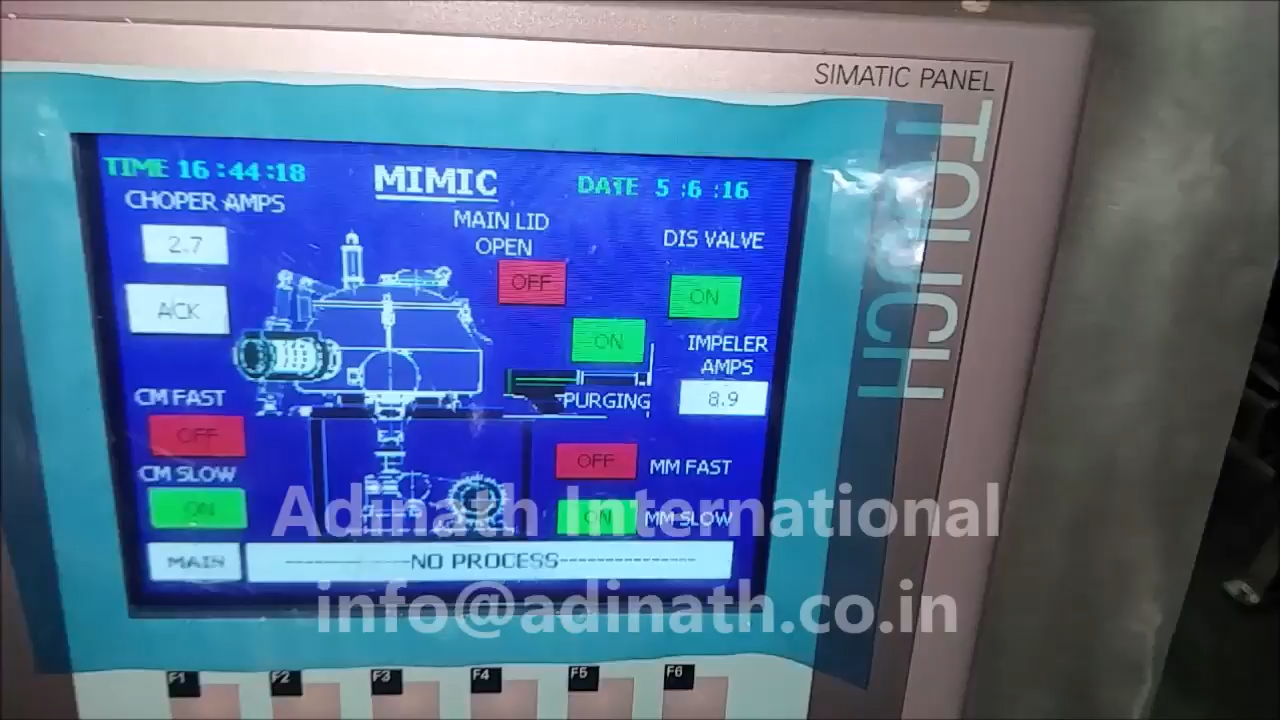 SIMATIC PANEL
TOUCH
TIME 16:44:18
MIMIC
DATE 5:6:16
CHOPER AMPS
2.7
ACK
MAIN LID
OPEN
OFF
DIS VALVE
ON
ON
PURGING
IMPELER
AMPS
8.9
CM FAST
OFF
CM SLOW
ON
OFF
MM FAST
ON
MM SLOW
MAIN
------------------NO PROCESS---------------
Adinath International
info@adinath.co.in
F1
F2
F3
F4
F5
F6